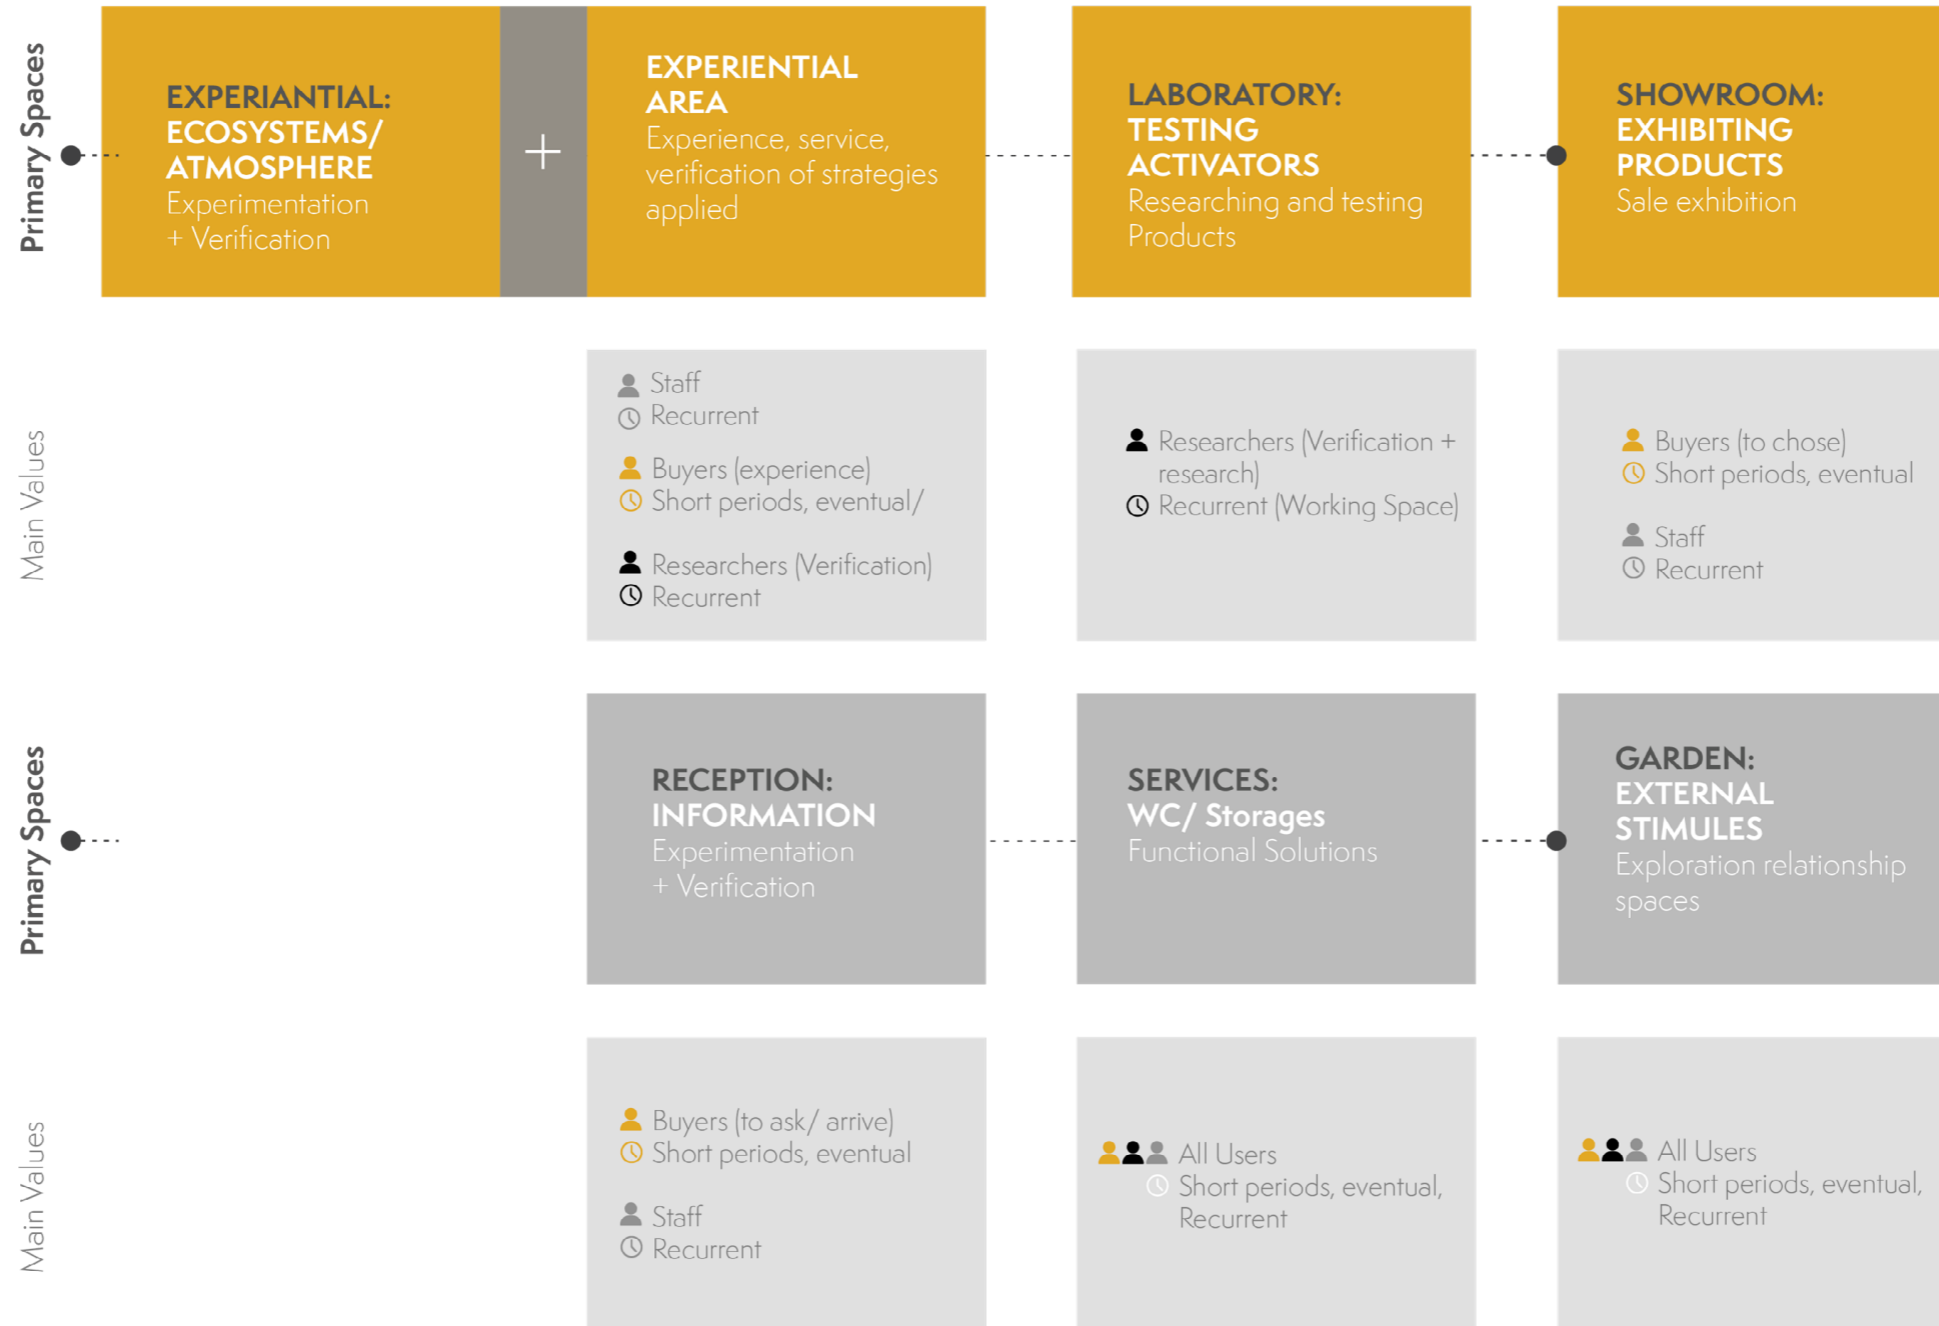 Primary Spaces
EXPERIANTIAL:
ECOSYSTEMS/
ATMOSPHERE
Experimentation
+ Verification
+
EXPERIENTIAL
AREA
Experience, service,
verification of strategies
applied
LABORATORY:
TESTING
ACTIVATORS
Researching and testing
Products
SHOWROOM:
EXHIBITING
PRODUCTS
Sale exhibition
Main Values
Staff
Recurrent
Buyers (experience)
Short periods, eventual/
Researchers (Verification)
Recurrent
Researchers (Verification +
research)
Recurrent (Working Space)
Buyers (to chose)
Short periods, eventual
Staff
Recurrent
Primary Spaces
RECEPTION:
INFORMATION
Experimentation
+ Verification
SERVICES:
WC/ Storages
Functional Solutions
GARDEN:
EXTERNAL
STIMULES
Exploration relationship
spaces
Main Values
Buyers (to ask/ arrive)
Short periods, eventual
Staff
Recurrent
All Users
Short periods, eventual,
Recurrent
All Users
Short periods, eventual,
Recurrent